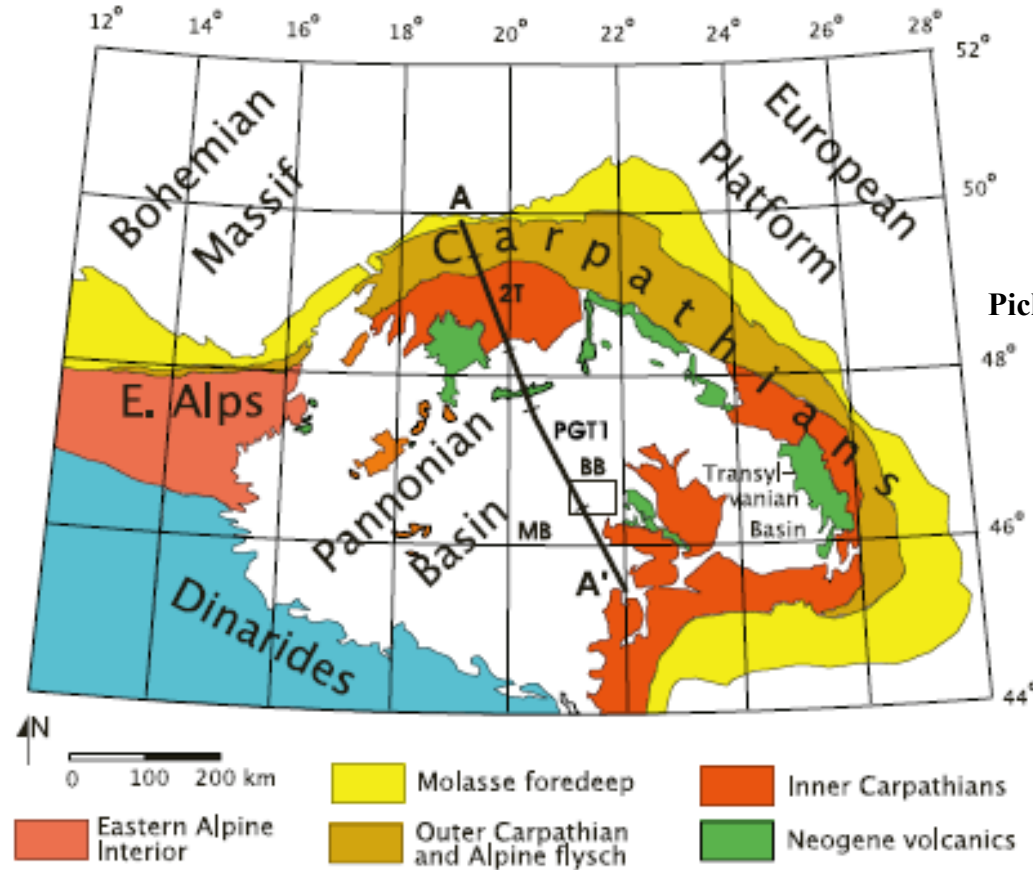 12° 14° 16° 18° 20° 22° 24° 26° 28°
52°
Bohemian
Massif
European
Platform
50°
A
Carpathians
2T
Picl
48°
E. Alps
PGT1
BB
Pannonian
Basin
MB
Transyl-
vanian
Basin
46°
A'
Dinarides
44°
N
0 100 200 km
Molasse foredeep
Inner Carpathians
Eastern Alpine
Interior
Outer Carpathian
and Alpine flysch
Neogene volcanics